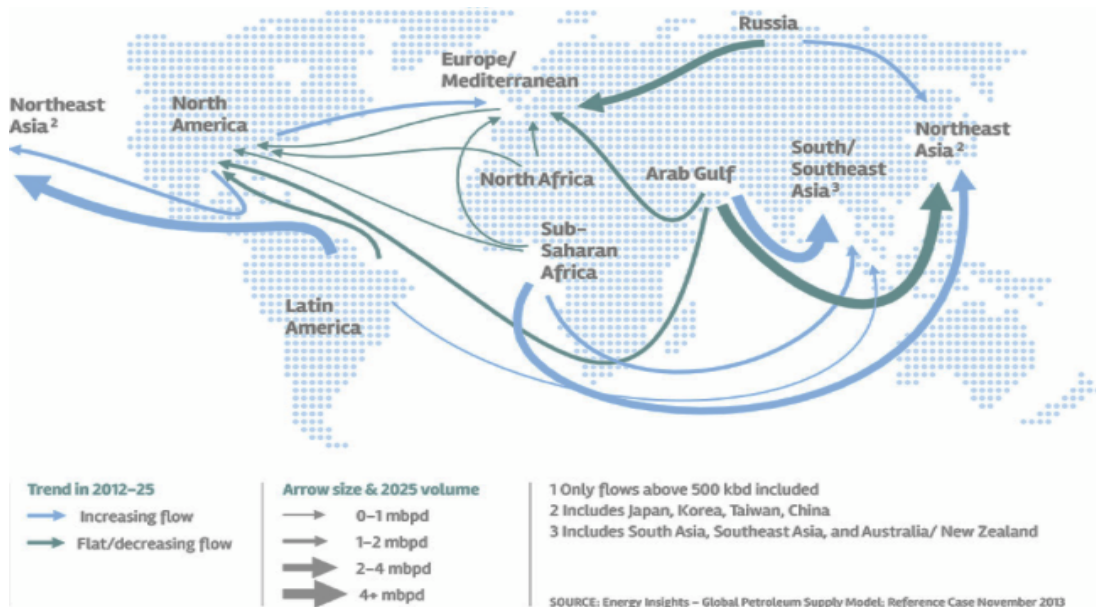 Russia
Europe/
Mediterranean
Northeast
Asia²
North
America
Northeast
Asia²
South/
Southeast
Asia³
North Africa
Arab Gulf
Sub-
Saharan
Africa
Latin
America
Trend in 2012–25
Increasing flow
Flat/decreasing flow
Arrow size & 2025 volume
0–1 mbpd
1–2 mbpd
2–4 mbpd
4+ mbpd
1 Only flows above 500 kbd included
2 Includes Japan, Korea, Taiwan, China
3 Includes South Asia, Southeast Asia, and Australia/ New Zealand
SOURCE: Energy Insights – Global Petroleum Supply Model; Reference Case November 2013